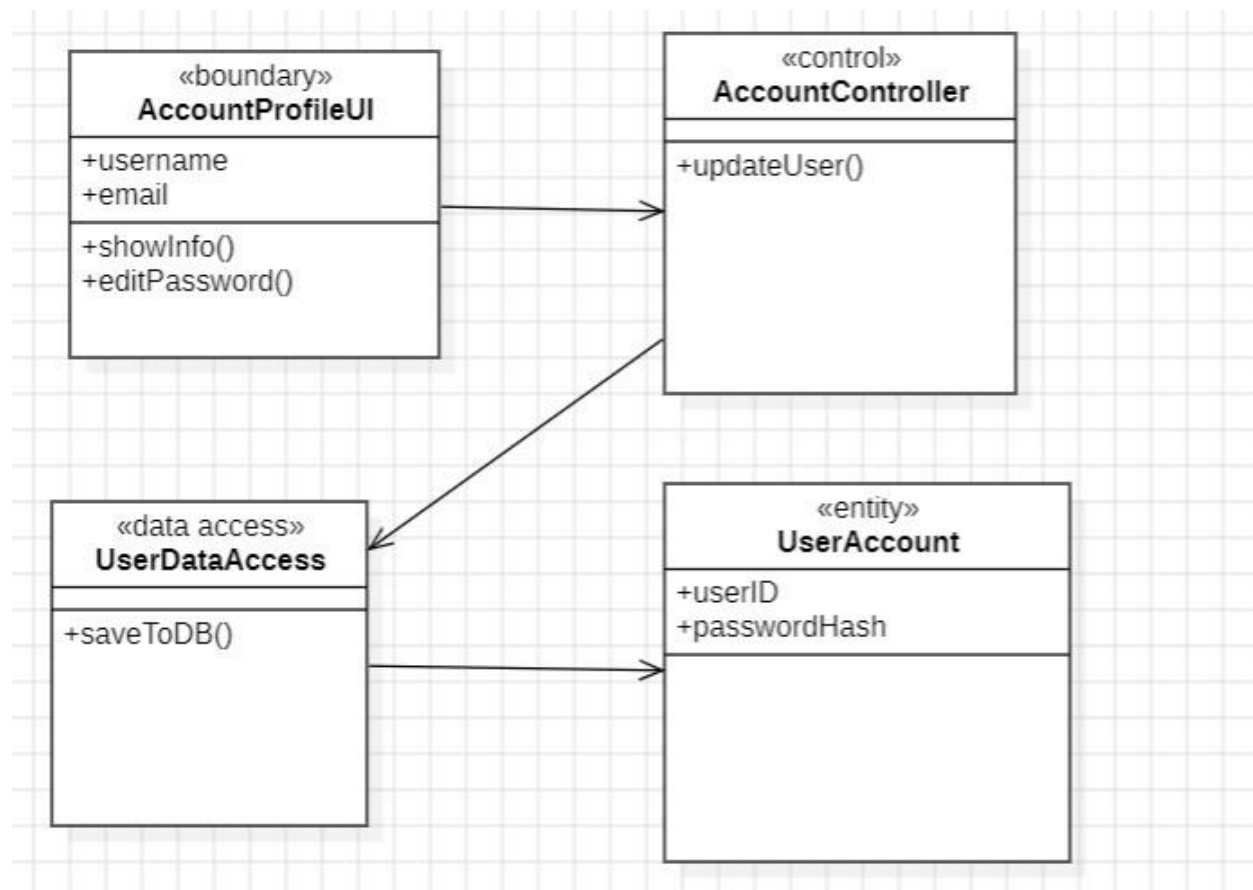 «boundary»
AccountProfileUI
+username
+email
+showInfo()
+editPassword()
«control»
AccountController
+updateUser()
«data access»
UserDataAccess
+saveToDB()
«entity»
UserAccount
+userID
+passwordHash